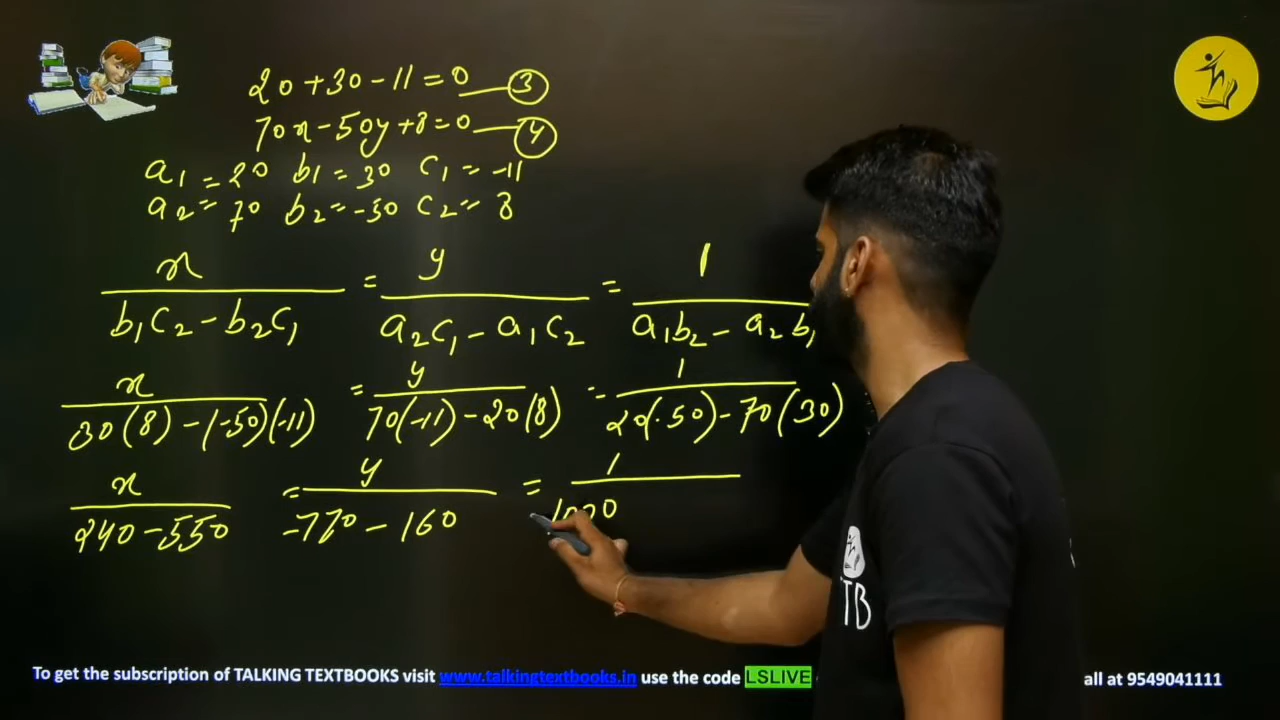 20 + 30 - 11 = 0 — 3
70x - 50y + 8 = 0 — 4
a₁ = 20 b₁ = 30 c₁ = -11
a₂ = 70 b₂ = -50 c₂ = 8
x / (b₁c₂ - b₂c₁) = y / (a₂c₁ - a₁c₂) = 1 / (a₁b₂ - a₂b₁)
x / 30(8) - (-50)(-11) = y / 70(-11) - 20(8) = 1 / 20(-50) - 70(30)
x / 240 - 550 = y / -770 - 160 = 1 /
TB
To get the subscription of TALKING TEXTBOOKS visit www.talkingtextbooks.in use the code LSLIVE all at 9549041111